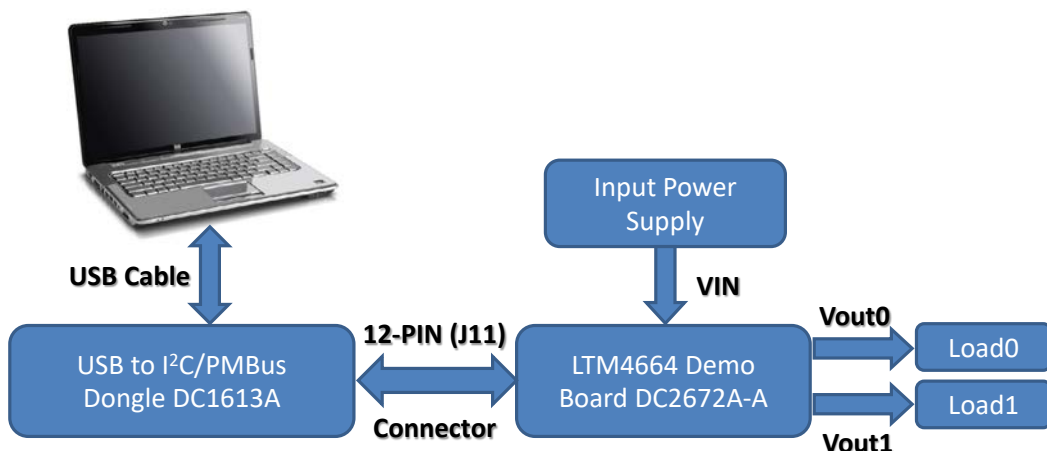 Input Power
Supply
USB Cable
VIN
Vout0
12-PIN (J11)
USB to I²C/PMBus
Dongle DC1613A
LTM4664 Demo
Board DC2672A-A
Load0
Load1
Connector
Vout1